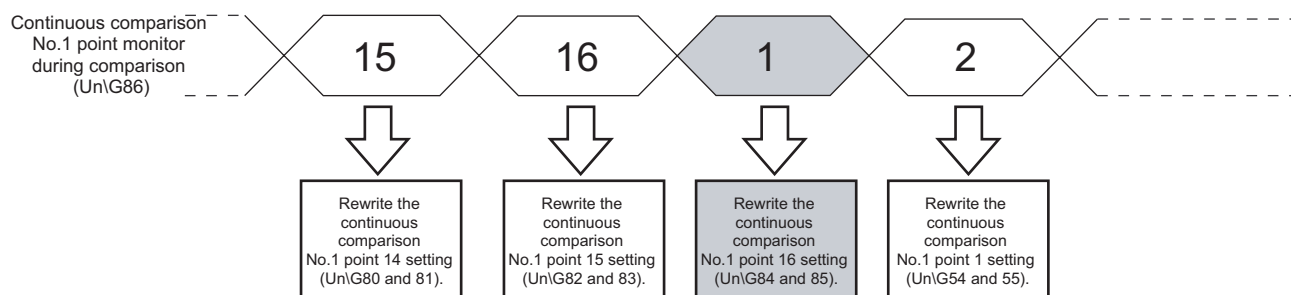 Continuous comparison
No.1 point monitor
during comparison
(Un\G86)
15
16
1
2
Rewrite the
continuous
comparison
No.1 point 14 setting
(Un\G80 and 81).
Rewrite the
continuous
comparison
No.1 point 15 setting
(Un\G82 and 83).
Rewrite the
continuous
comparison
No.1 point 16 setting
(Un\G84 and 85).
Rewrite the
continuous
comparison
No.1 point 1 setting
(Un\G54 and 55).